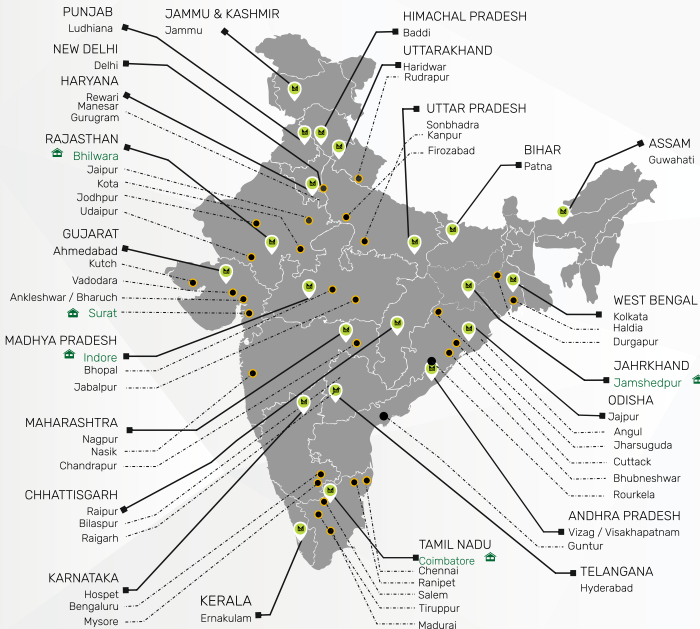 PUNJAB
Ludhiana
NEW DELHI
Delhi
HARYANA
Rewari
Manesar
Gurugram
RAJASTHAN
Bhilwara
Jaipur
Kota
Jodhpur
Udaipur
GUJARAT
Ahmedabad
Kutch
Vadodara
Ankleshwar / Bharuch
Surat
MADHYA PRADESH
Indore
Bhopal
Jabalpur
MAHARASHTRA
Nagpur
Nasik
Chandrapur
CHHATTISGARH
Raipur
Bilaspur
Raigarh
KARNATAKA
Hospet
Bengaluru
Mysore
JAMMU & KASHMIR
Jammu
HIMACHAL PRADESH
Baddi
UTTARAKHAND
Haridwar
Rudrapur
UTTAR PRADESH
Sonbhadra
Kanpur
Firozabad
BIHAR
Patna
ASSAM
Guwahati
WEST BENGAL
Kolkata
Haldia
Durgapur
JAHRKHAND
Jamshedpur
ODISHA
Jajpur
Angul
Jharsuguda
Cuttack
Bhubneshwar
Rourkela
ANDHRA PRADESH
Vizag / Visakhapatnam
Guntur
TELANGANA
Hyderabad
TAMIL NADU
Coimbatore
Chennai
Ranipet
Salem
Tiruppur
Madurai
KERALA
Ernakulam